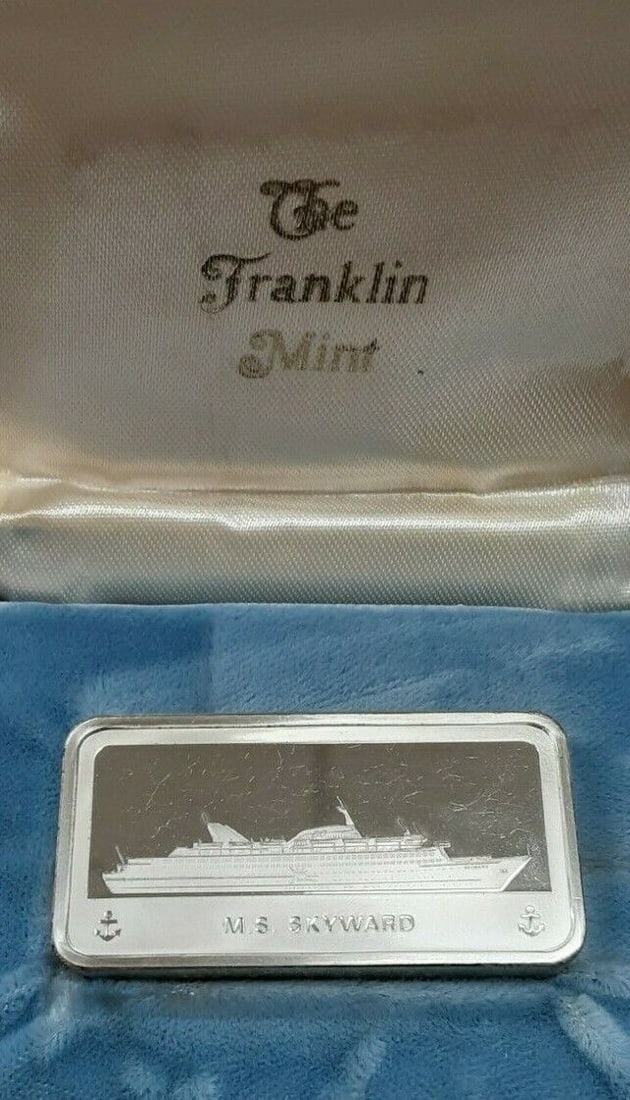 The
Franklin
Mint
M.S. SKYWARD